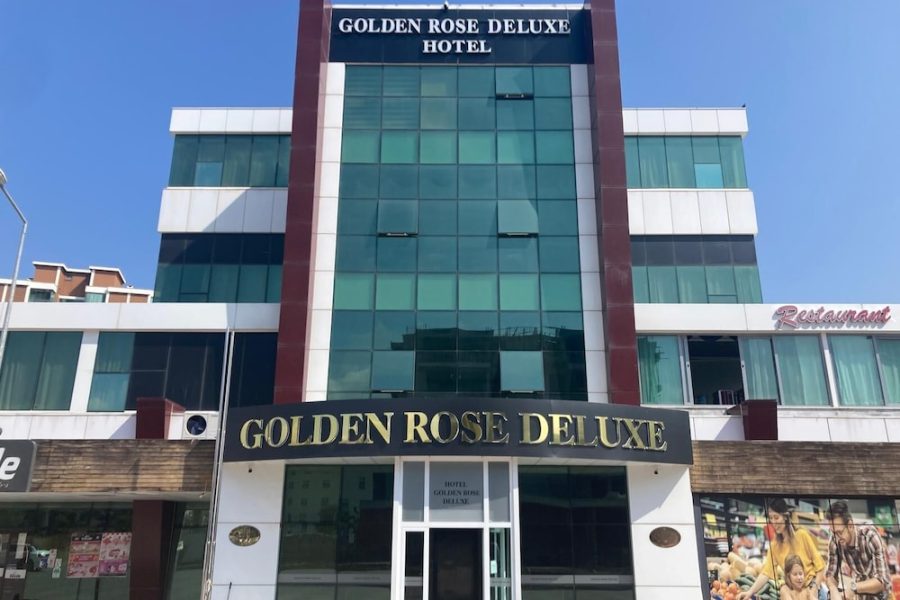 GOLDEN ROSE DELUXE
HOTEL
Restaurant
GOLDEN ROSE DELUXE
HOTEL
GOLDEN ROSE
DELUXE